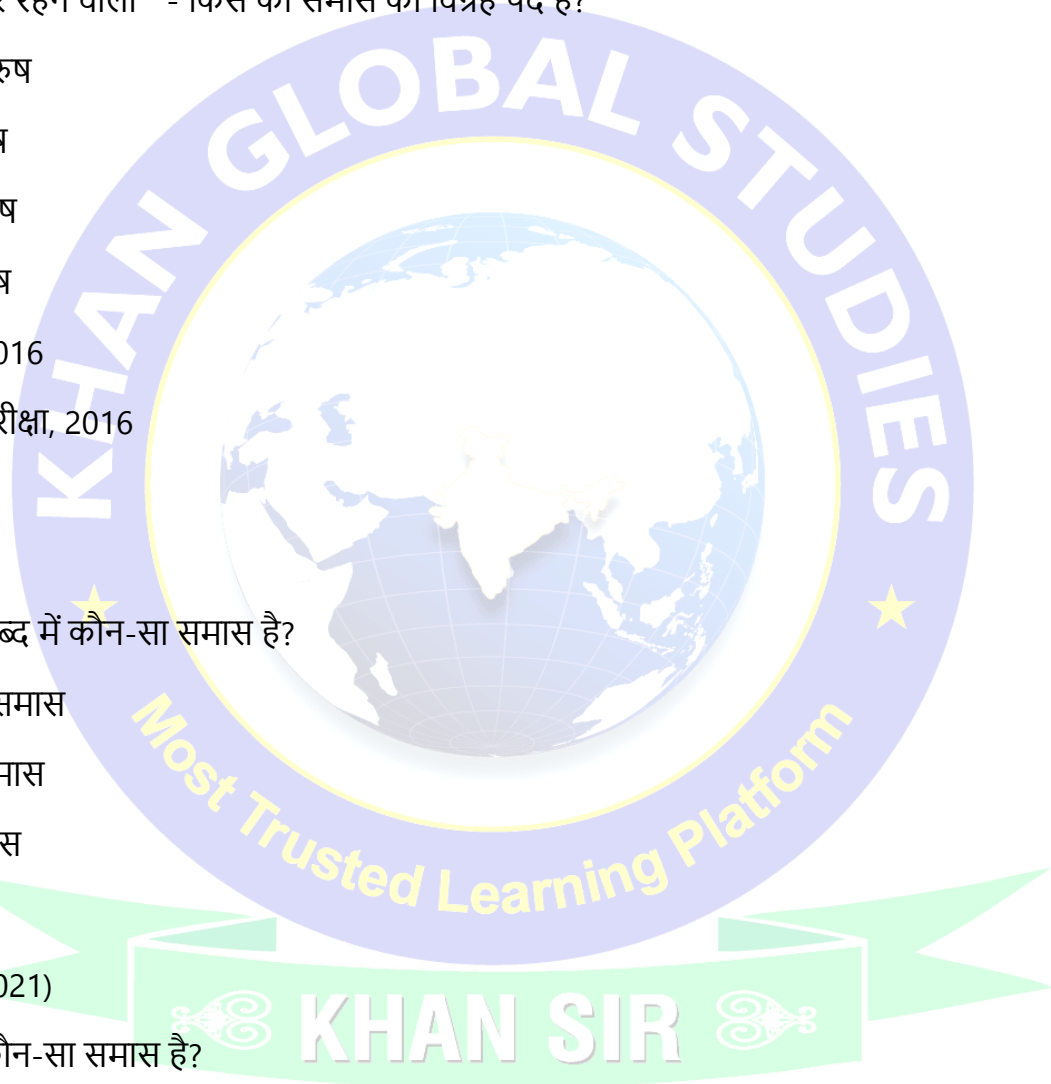 रहने वाला" - किस का समास का विग्रह पद है?
रुष
ष
ष
ष
016
रीक्षा, 2016
ब्द में कौन-सा समास है?
समास
मास
स
021)
कौन-सा समास है?
KHAN GLOBAL STUDIES
Most Trusted Learning Platform
KHAN SIR